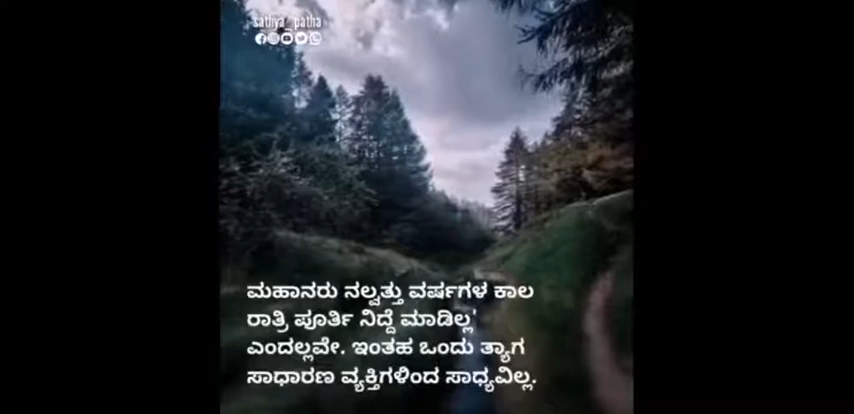 sathya_patha
ಮಹಾನರು ನಲ್ವತ್ತು ವರ್ಷಗಳ ಕಾಲ
ರಾತ್ರಿ ಪೂರ್ತಿ ನಿದ್ದೆ ಮಾಡಿಲ್ಲ'
ಎಂದಲ್ಲವೇ. ಇಂತಹ ಒಂದು ತ್ಯಾಗ
ಸಾಧಾರಣ ವ್ಯಕ್ತಿಗಳಿಂದ ಸಾಧ್ಯವಿಲ್ಲ.